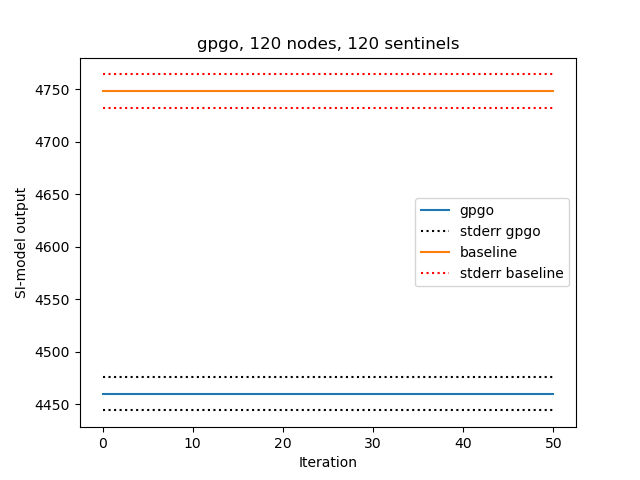 gpgo, 120 nodes, 120 sentinels
SI-model output
4750
4700
4650
4600
4550
4500
4450
gpgo
stderr gpgo
baseline
stderr baseline
0 10 20 30 40 50
Iteration